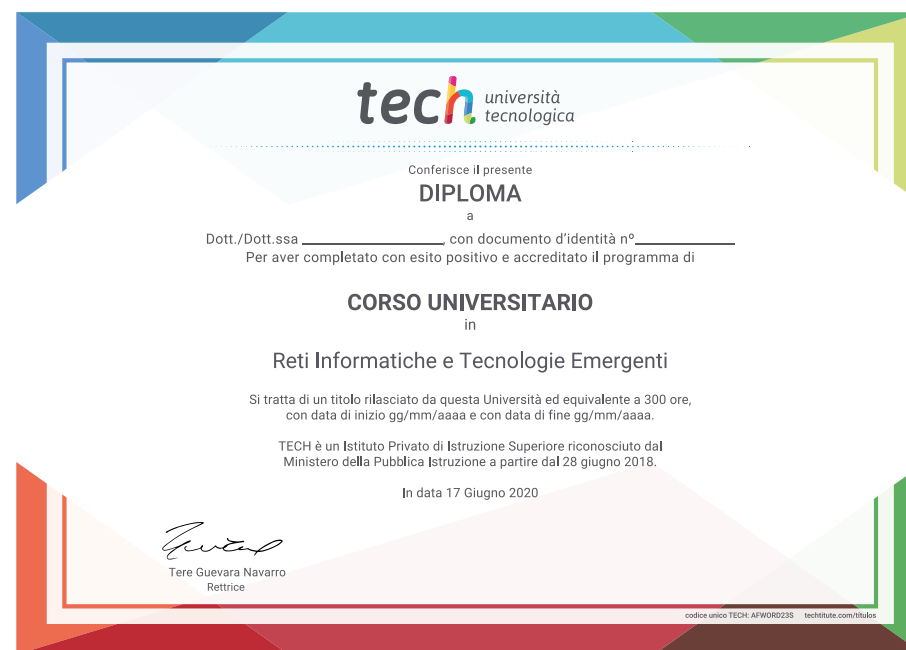 tech università
tecnologica
Conferisce il presente
DIPLOMA
a
Dott./Dott.ssa ____________________, con documento d'identità nº______________
Per aver completato con esito positivo e accreditato il programma di
CORSO UNIVERSITARIO
in
Reti Informatiche e Tecnologie Emergenti
Si tratta di un titolo rilasciato da questa Università ed equivalente a 300 ore,
con data di inizio gg/mm/aaaa e con data di fine gg/mm/aaaa.
TECH è un Istituto Privato di Istruzione Superiore riconosciuto dal
Ministero della Pubblica Istruzione a partire dal 28 giugno 2018.
In data 17 Giugno 2020
Tere Guevara Navarro
Rettrice
codice unico TECH: AFWORD23S techtitute.com/títulos